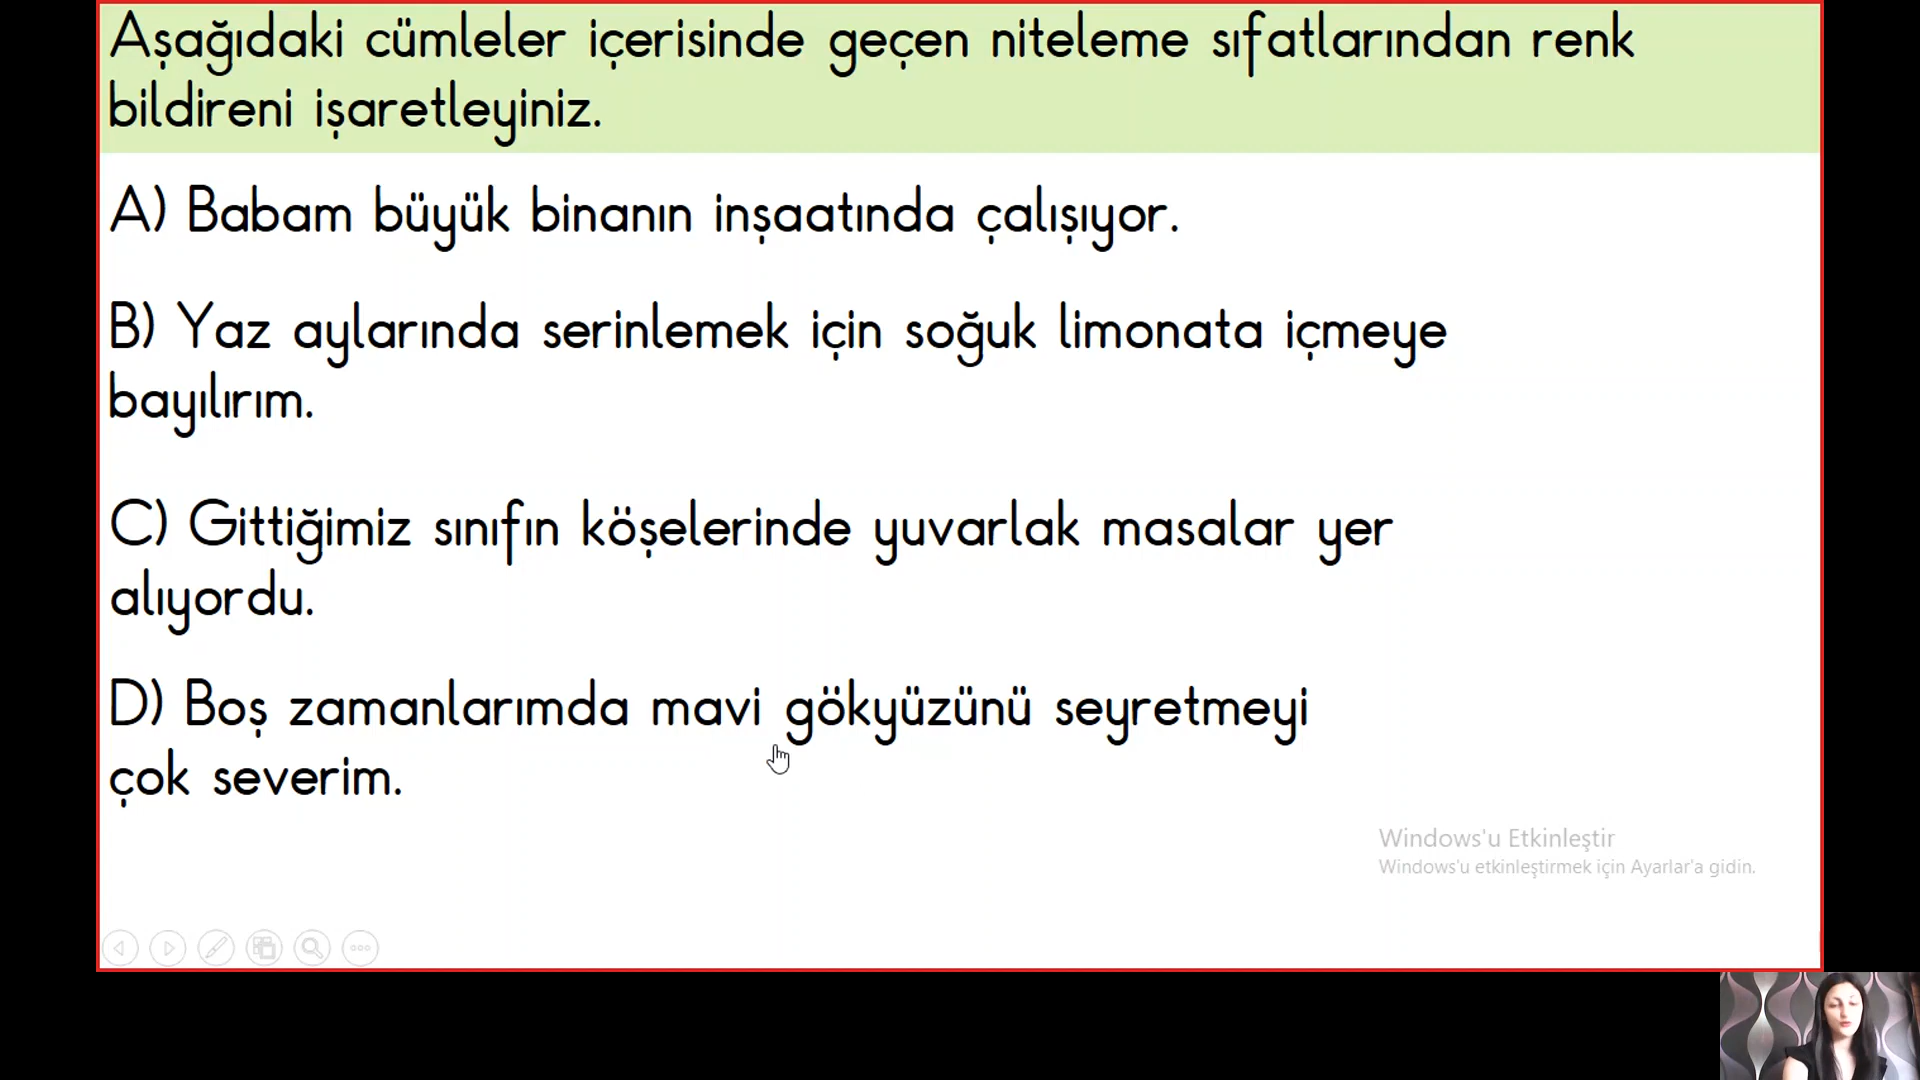 Aşağıdaki cümleler içerisinde geçen niteleme sıfatlarından renk
bildireni işaretleyiniz.
A) Babam büyük binanın inşaatında çalışıyor.
B) Yaz aylarında serinlemek için soğuk limonata içmeye
bayılırım.
C) Gittiğimiz sınıfın köşelerinde yuvarlak masalar yer
alıyordu.
D) Boş zamanlarımda mavi gökyüzünü seyretmeyi
çok severim.
Windows'u Etkinleştir
Windows'u etkinleştirmek için Ayarlar'a gidin.